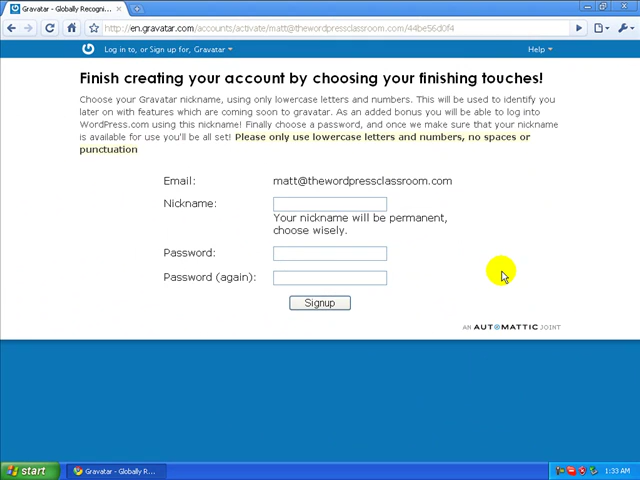 Gravatar - Globally Recogni...
http://en.gravatar.com/accounts/activate/matt@thewordpressclassroom.com/44be56d0f4
Log in to, or Sign up for, Gravatar
Help
Finish creating your account by choosing your finishing touches!
Choose your Gravatar nickname, using only lowercase letters and numbers. This will be used to identify you
later on with features which are coming soon to gravatar. As an added bonus you will be able to log into
WordPress.com using this nickname! Finally choose a password, and once we make sure that your nickname
is available for use you'll be all set! Please only use lowercase letters and numbers, no spaces or
punctuation
Email: matt@thewordpressclassroom.com
Nickname:
Your nickname will be permanent,
choose wisely.
Password:
Password (again):
Signup
AN AUTOMATTIC JOINT
start
Gravatar - Globally R...
1:33 AM